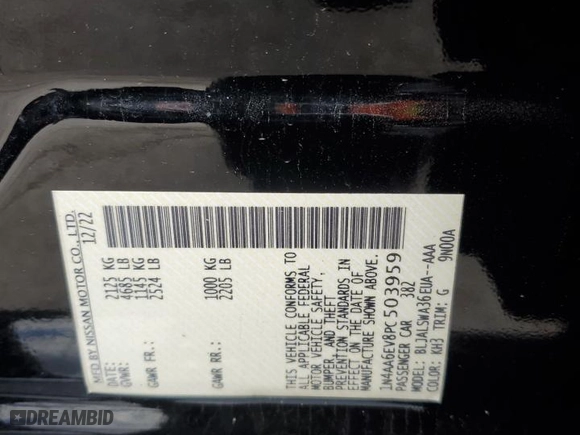 MFD BY NISSAN MOTOR CO., LTD.
12/22
GVWR: 2125 KG
4685 LB
GAWR FR: 1145 KG
2524 LB
GAWR RR: 1000 KG
2205 LB
THIS VEHICLE CONFORMS TO
ALL APPLICABLE FEDERAL
MOTOR VEHICLE SAFETY,
BUMPER, AND THEFT
PREVENTION STANDARDS IN
EFFECT ON THE DATE OF
MANUFACTURE SHOWN ABOVE.
1N4AA6EV8PC503959
PASSENGER CAR 38Z
MODEL: BLJALSWA36EUA--AAA
COLOR: KH3 TRIM: G 9N00A
DREAMBID